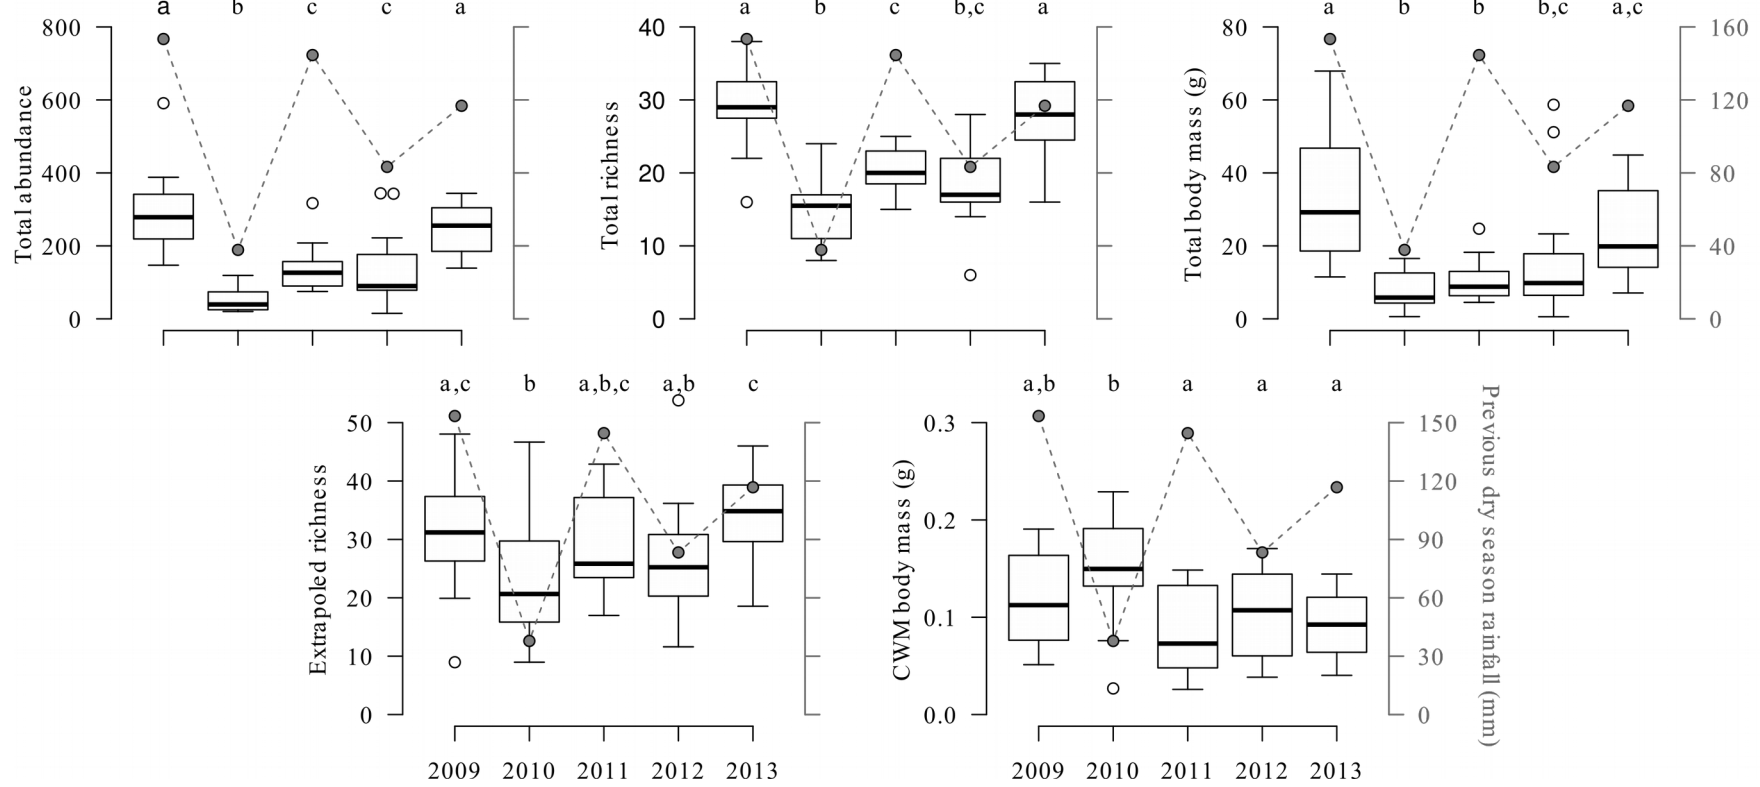 a b c c a
800
600
400
200
0
Total abundance
a b c b,c a
40
30
20
10
0
Total richness
a b b b,c a,c
80
60
40
20
0
Total body mass (g)
160
120
80
40
0
a,c b a,b,c a,b c
50
40
30
20
10
0
Extrapoled richness
2009 2010 2011 2012 2013
a,b b a a a
0.3
0.2
0.1
0.0
CWM body mass (g)
150
120
90
60
30
0
Previous dry season rainfall (mm)
2009 2010 2011 2012 2013